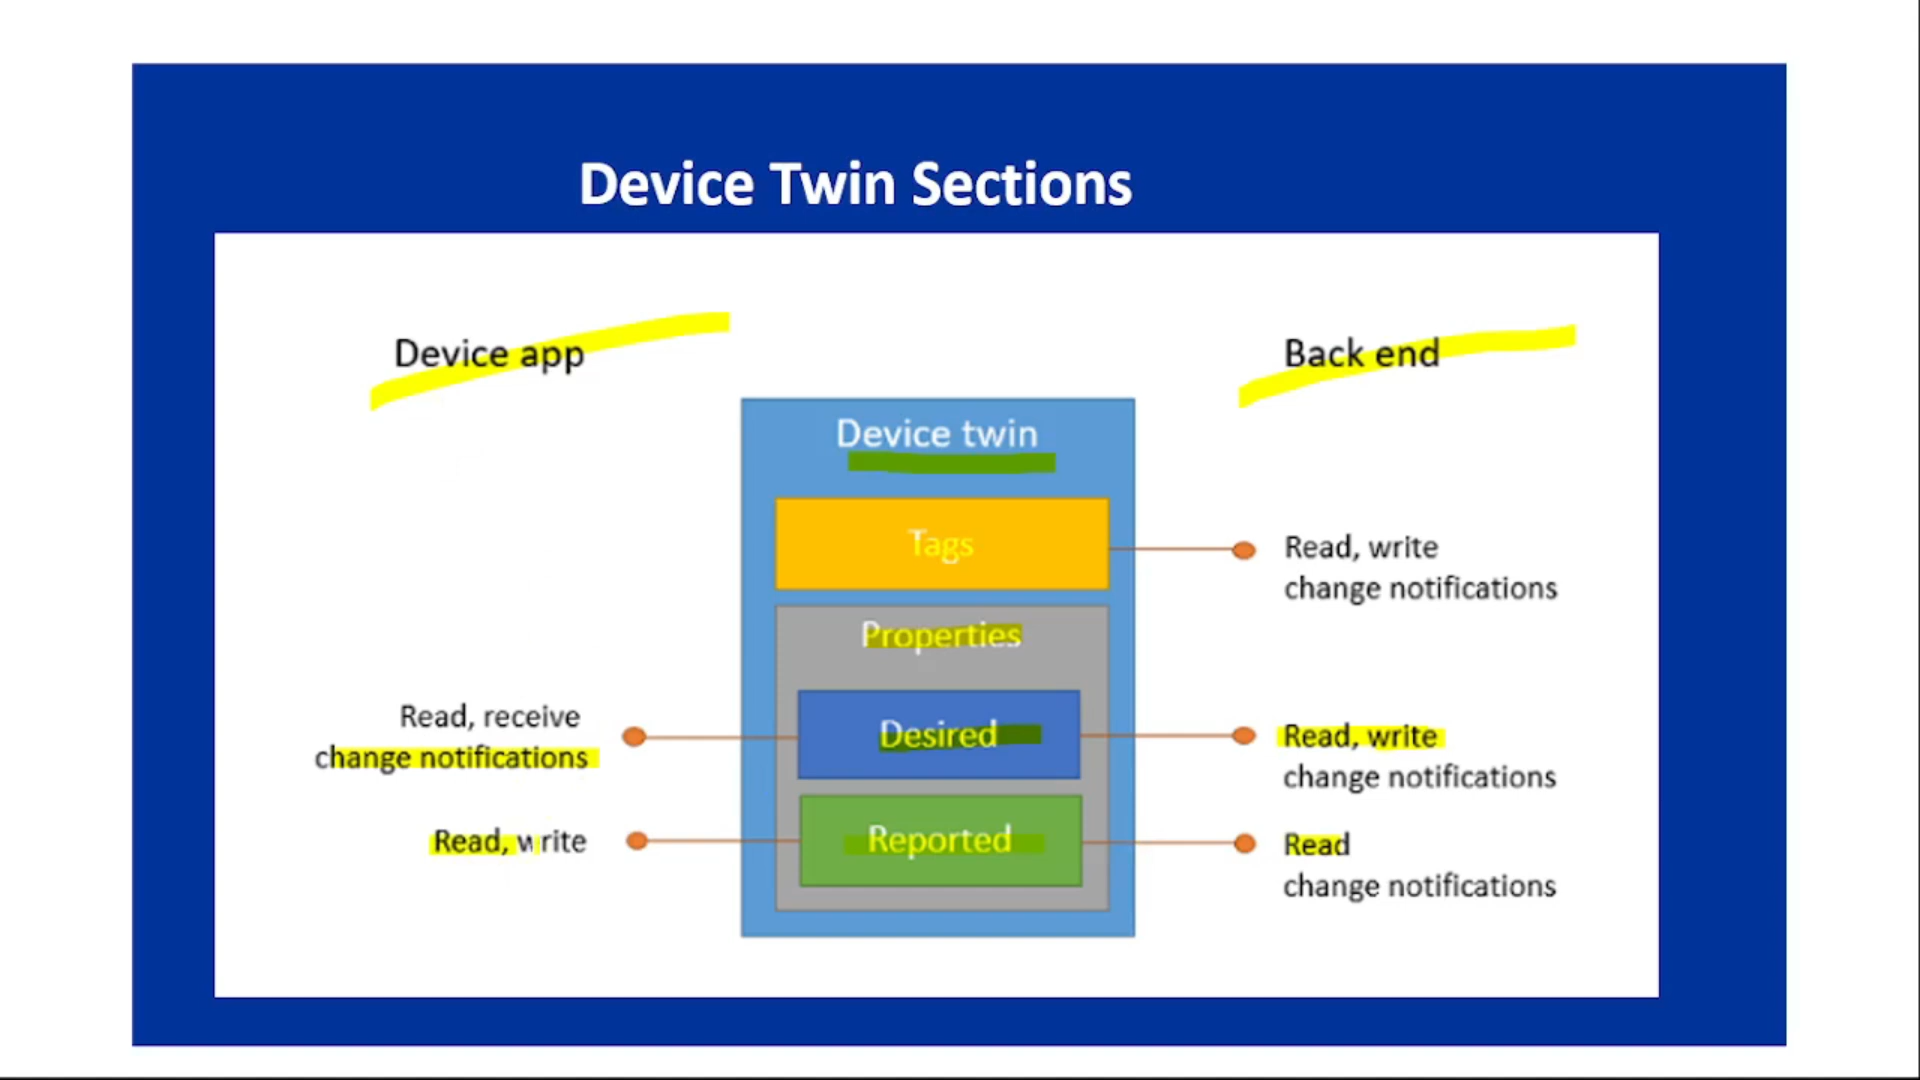 Device Twin Sections
Device app
Back end
Device twin
Tags
Read, write
change notifications
Properties
Read, receive
change notifications
Desired
Read, write
change notifications
Read, write
Reported
Read
change notifications